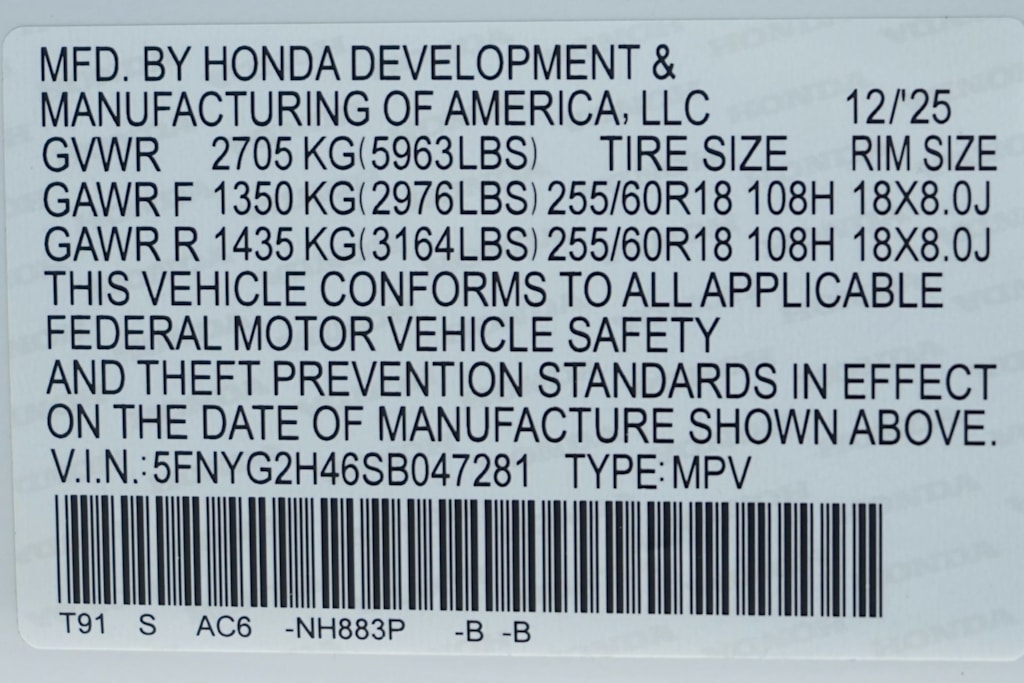 MFD. BY HONDA DEVELOPMENT &
MANUFACTURING OF AMERICA, LLC 12/'25
GVWR 2705 KG(5963LBS) TIRE SIZE RIM SIZE
GAWR F 1350 KG(2976LBS) 255/60R18 108H 18X8.0J
GAWR R 1435 KG(3164LBS) 255/60R18 108H 18X8.0J
THIS VEHICLE CONFORMS TO ALL APPLICABLE
FEDERAL MOTOR VEHICLE SAFETY
AND THEFT PREVENTION STANDARDS IN EFFECT
ON THE DATE OF MANUFACTURE SHOWN ABOVE.
V.I.N.: 5FNYG2H46SB047281 TYPE: MPV
T91 S AC6 -NH883P -B -B